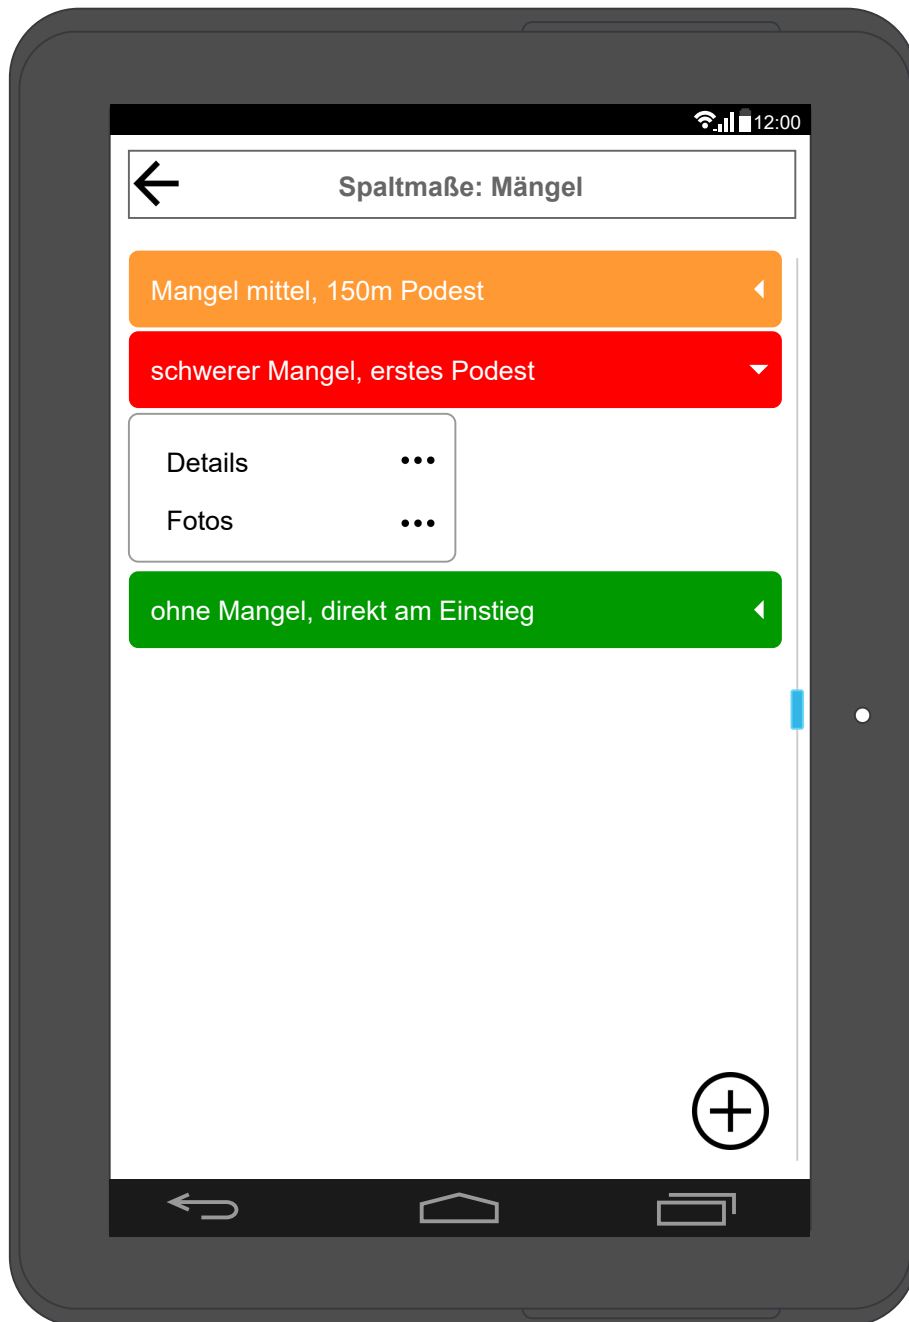 12:00
Spaltmaße: Mängel
Mangel mittel, 150m Podest
schwerer Mangel, erstes Podest
Details
Fotos
ohne Mangel, direkt am Einstieg